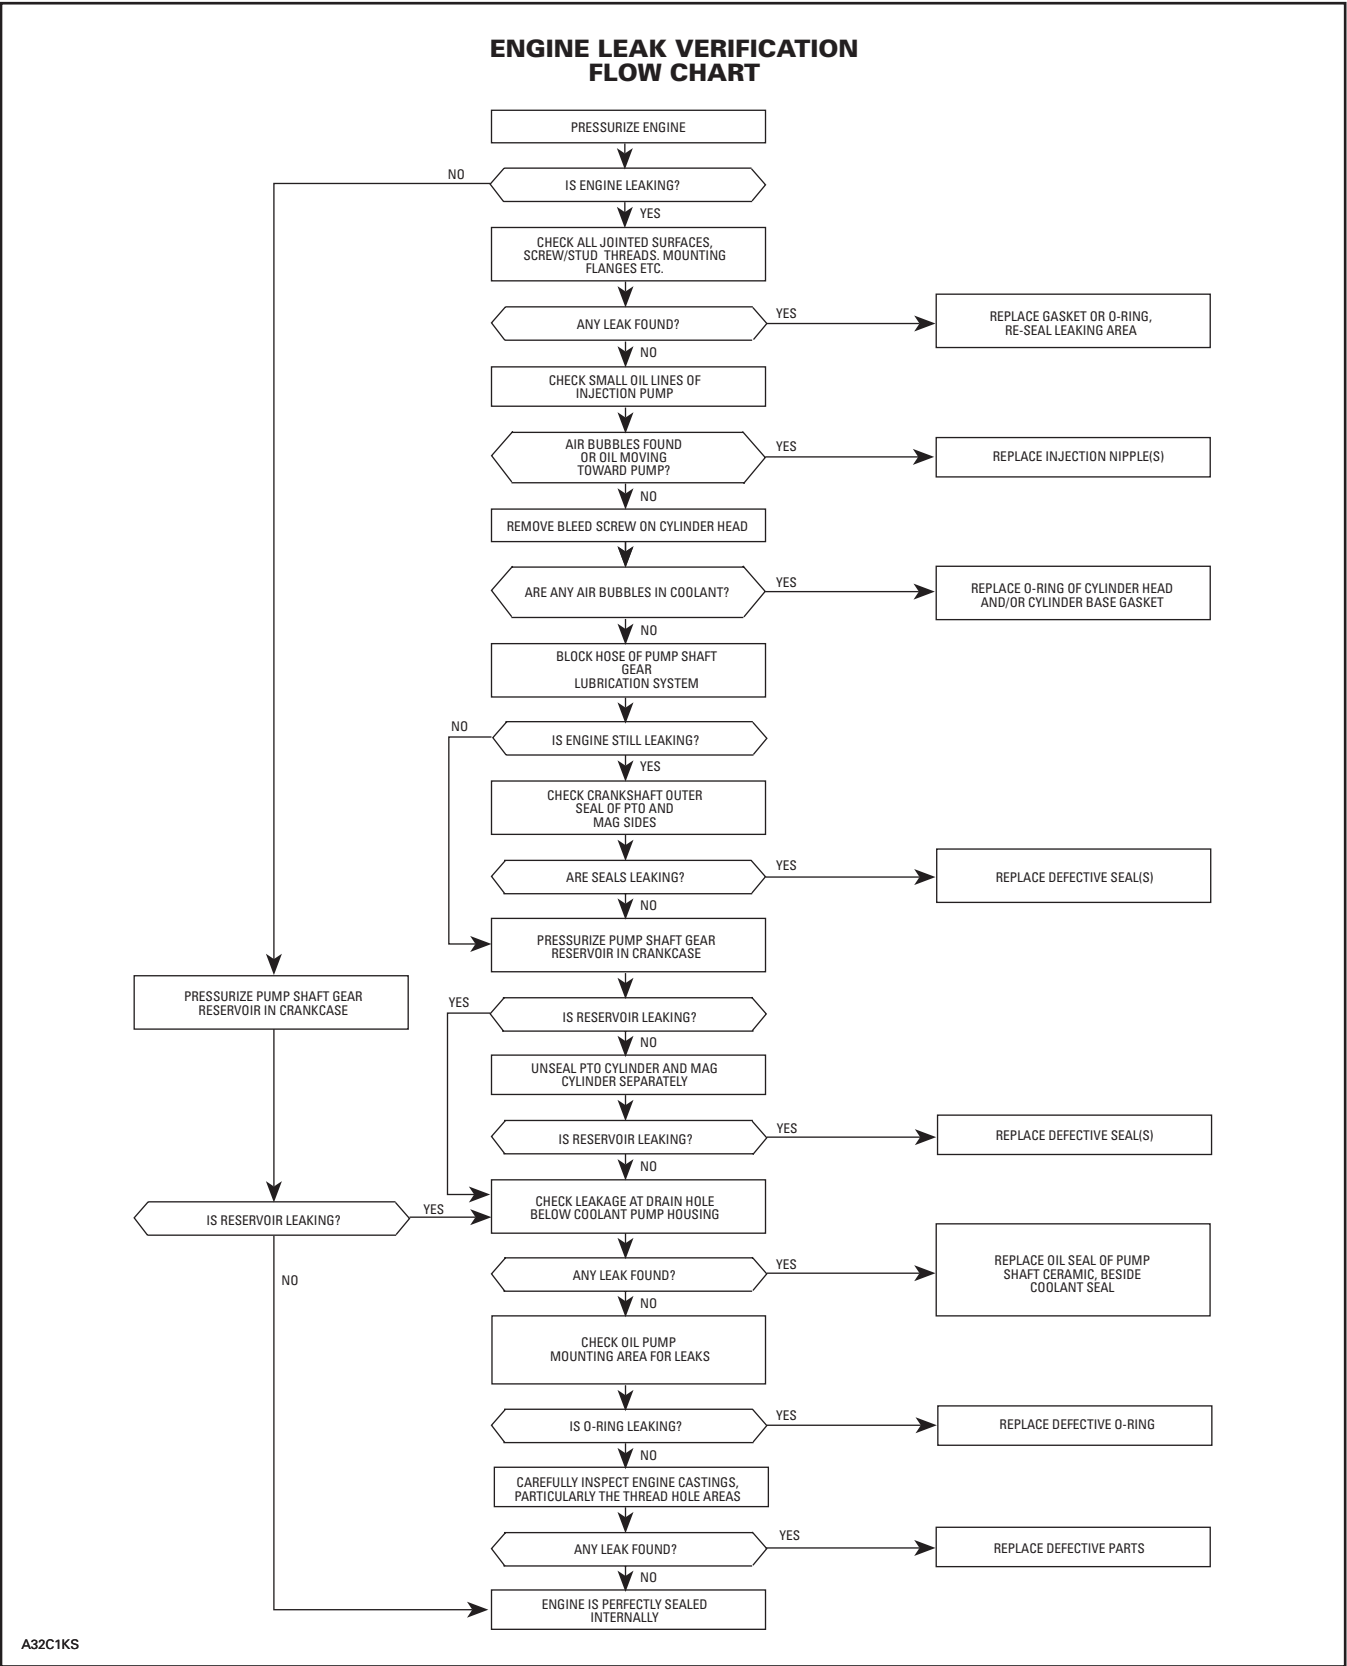 ENGINE LEAK VERIFICATION
FLOW CHART
PRESSURIZE ENGINE
NO
IS ENGINE LEAKING?
YES
CHECK ALL JOINTED SURFACES,
SCREW/STUD THREADS. MOUNTING
FLANGES ETC.
ANY LEAK FOUND?
YES
REPLACE GASKET OR O-RING,
RE-SEAL LEAKING AREA
NO
CHECK SMALL OIL LINES OF
INJECTION PUMP
AIR BUBBLES FOUND
OR OIL MOVING
TOWARD PUMP?
YES
REPLACE INJECTION NIPPLE(S)
NO
REMOVE BLEED SCREW ON CYLINDER HEAD
ARE ANY AIR BUBBLES IN COOLANT?
YES
REPLACE O-RING OF CYLINDER HEAD
AND/OR CYLINDER BASE GASKET
NO
BLOCK HOSE OF PUMP SHAFT
GEAR
LUBRICATION SYSTEM
NO
IS ENGINE STILL LEAKING?
YES
CHECK CRANKSHAFT OUTER
SEAL OF PTO AND
MAG SIDES
ARE SEALS LEAKING?
YES
REPLACE DEFECTIVE SEAL(S)
NO
PRESSURIZE PUMP SHAFT GEAR
RESERVOIR IN CRANKCASE
PRESSURIZE PUMP SHAFT GEAR
RESERVOIR IN CRANKCASE
YES
IS RESERVOIR LEAKING?
NO
UNSEAL PTO CYLINDER AND MAG
CYLINDER SEPARATELY
IS RESERVOIR LEAKING?
YES
REPLACE DEFECTIVE SEAL(S)
NO
CHECK LEAKAGE AT DRAIN HOLE
BELOW COOLANT PUMP HOUSING
IS RESERVOIR LEAKING?
YES
NO
ANY LEAK FOUND?
YES
REPLACE OIL SEAL OF PUMP
SHAFT CERAMIC, BESIDE
COOLANT SEAL
NO
CHECK OIL PUMP
MOUNTING AREA FOR LEAKS
IS O-RING LEAKING?
YES
REPLACE DEFECTIVE O-RING
NO
CAREFULLY INSPECT ENGINE CASTINGS,
PARTICULARLY THE THREAD HOLE AREAS
ANY LEAK FOUND?
YES
REPLACE DEFECTIVE PARTS
NO
ENGINE IS PERFECTLY SEALED
INTERNALLY
A32C1KS